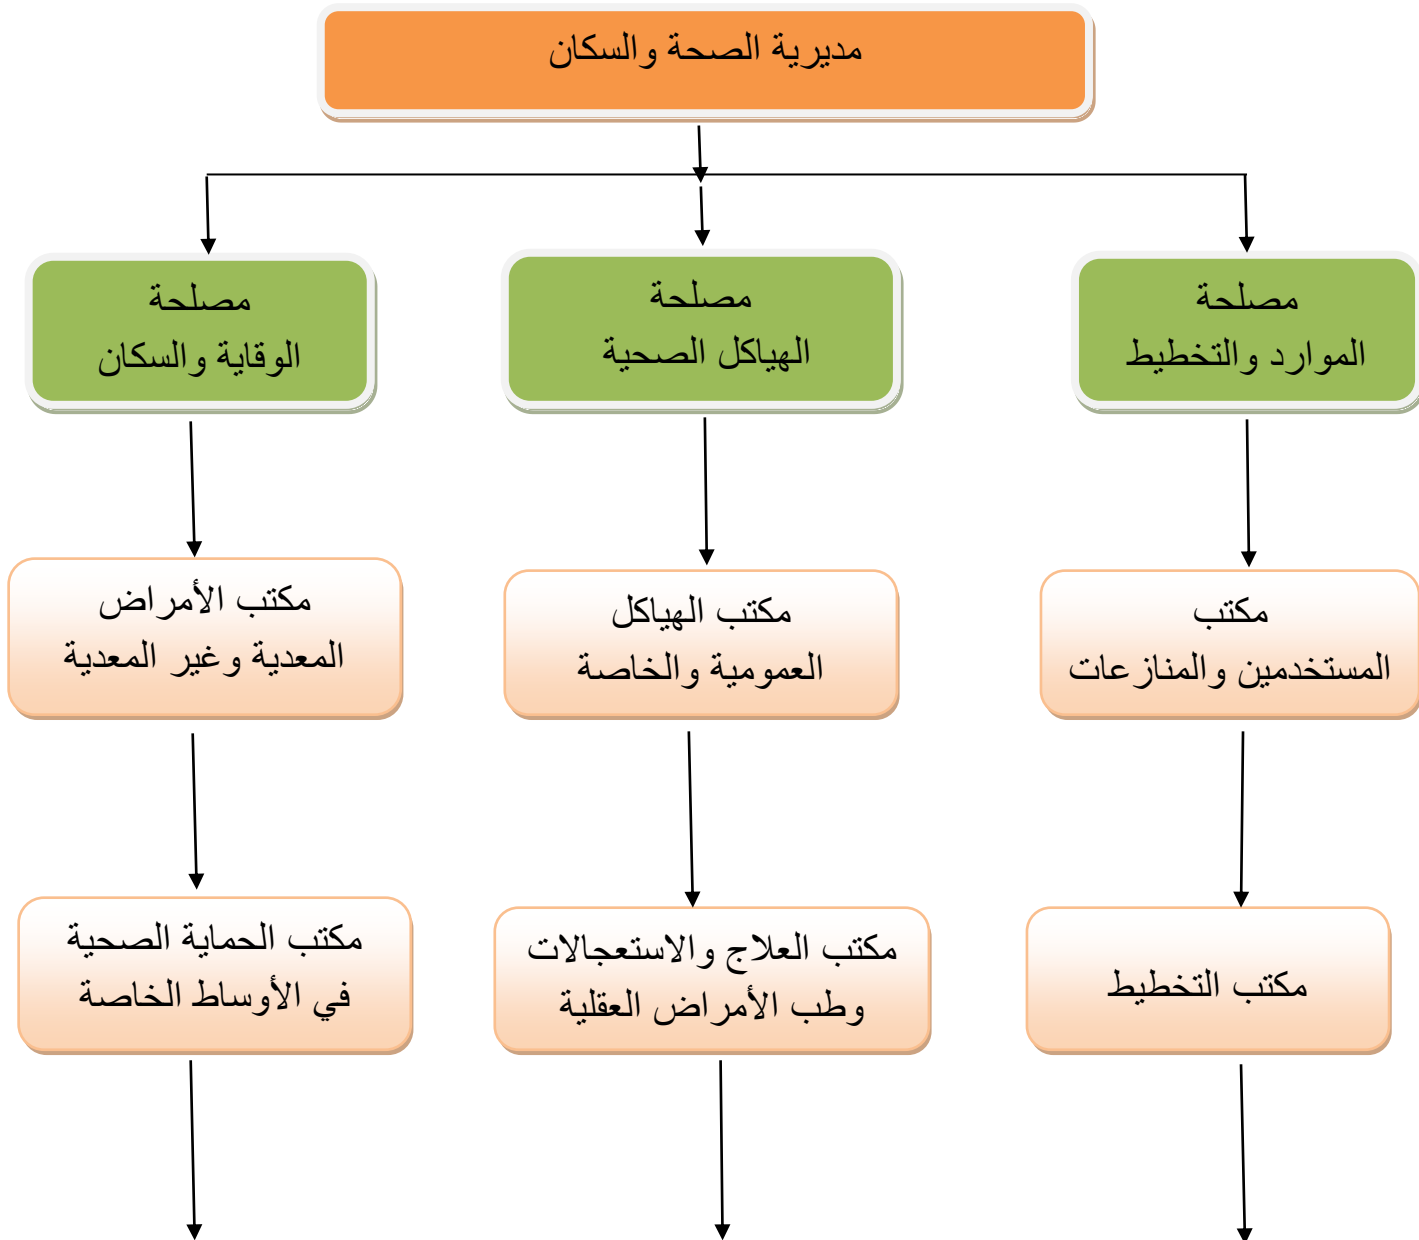 مديرية الصحة والسكان
مصلحة
الموارد والتخطيط
مصلحة
الهياكل الصحية
مصلحة
الوقاية والسكان
مكتب
المستخدمين والمنازعات
مكتب الهياكل
العمومية والخاصة
مكتب الأمراض
المعدية وغير المعدية
مكتب التخطيط
مكتب العلاج والاستعجالات
وطب الأمراض العقلية
مكتب الحماية الصحية
في الأوساط الخاصة